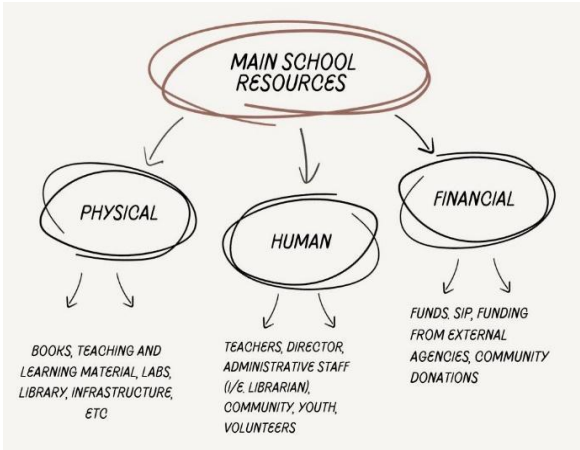 MAIN SCHOOL
RESOURCES
PHYSICAL
HUMAN
FINANCIAL
BOOKS, TEACHING AND
LEARNING MATERIAL, LABS,
LIBRARY, INFRASTRUCTURE,
ETC
TEACHERS, DIRECTOR,
ADMINISTRATIVE STAFF
(I/E. LIBRARIAN),
COMMUNITY, YOUTH,
VOLUNTEERS
FUNDS, SIP, FUNDING
FROM EXTERNAL
AGENCIES, COMMUNITY
DONATIONS